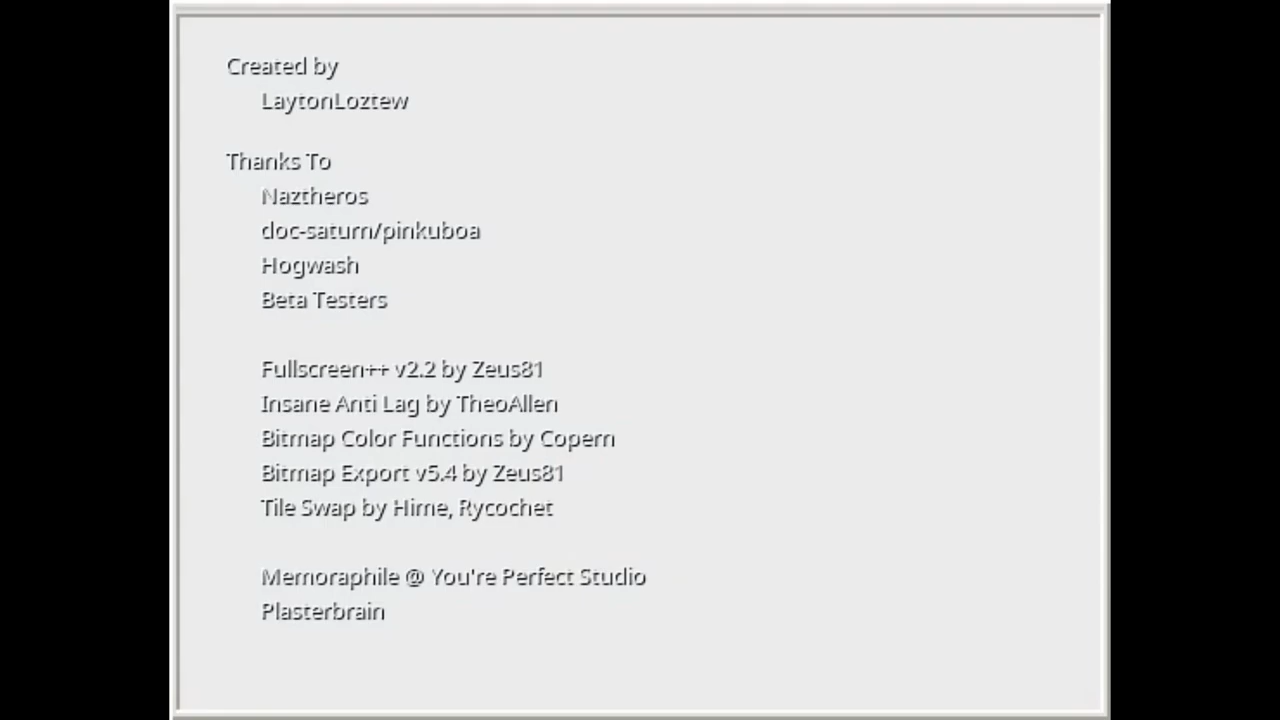 Created by
LaytonLoztew
Thanks To
Naztheros
doc-saturn/pinkuboa
Hogwash
Beta Testers
Fullscreen++ v2.2 by Zeus81
Insane Anti Lag by TheoAllen
Bitmap Color Functions by Copern
Bitmap Export v5.4 by Zeus81
Tile Swap by Hime, Rycochet
Memoraphile @ You're Perfect Studio
Plasterbrain